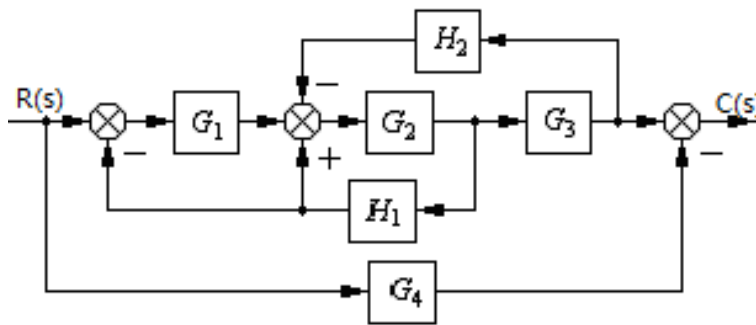 H₂
−
R(s)
G₁
G₂
G₃
C(s)
−
+
−
H₁
G₄